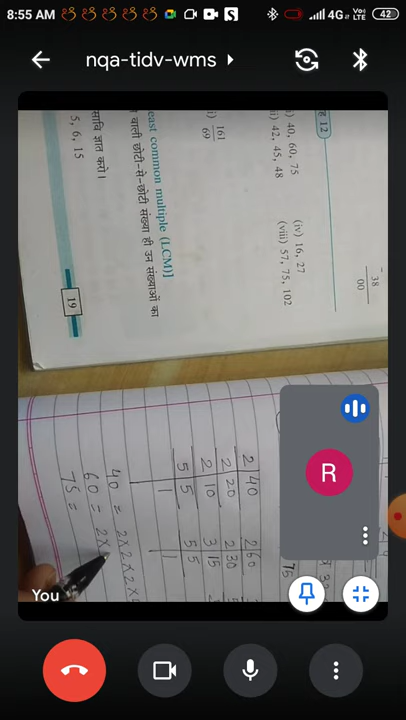 8:55 AM
4G
Vo LTE
42
nqa-tidv-wms
38
00
12
40, 60, 75
(iv) 16, 27
42, 45, 48
(viii) 57, 75, 102
161
69
east common multiple (LCM)]
वाली छोटी-से-छोटी संख्या ही उन संख्याओं का
ज्ञात करो।
5, 6, 15
19
R
2 | 40
2 | 20
2 | 10
5 | 5
1
2 | 60
2 | 30
3 | 15
5 | 5
1
75
40 = 2×2×2×
60 = 2×
75 =
You